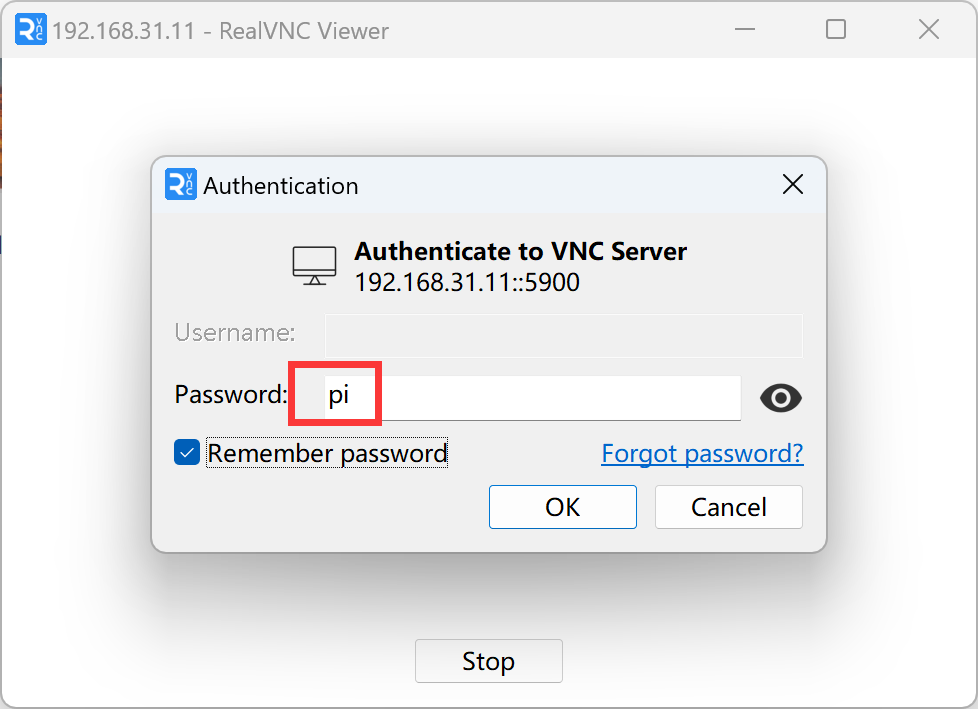 192.168.31.11 - RealVNC Viewer
Authentication
Authenticate to VNC Server
192.168.31.11::5900
Username:
Password: pi
Remember password Forgot password?
OK Cancel
Stop